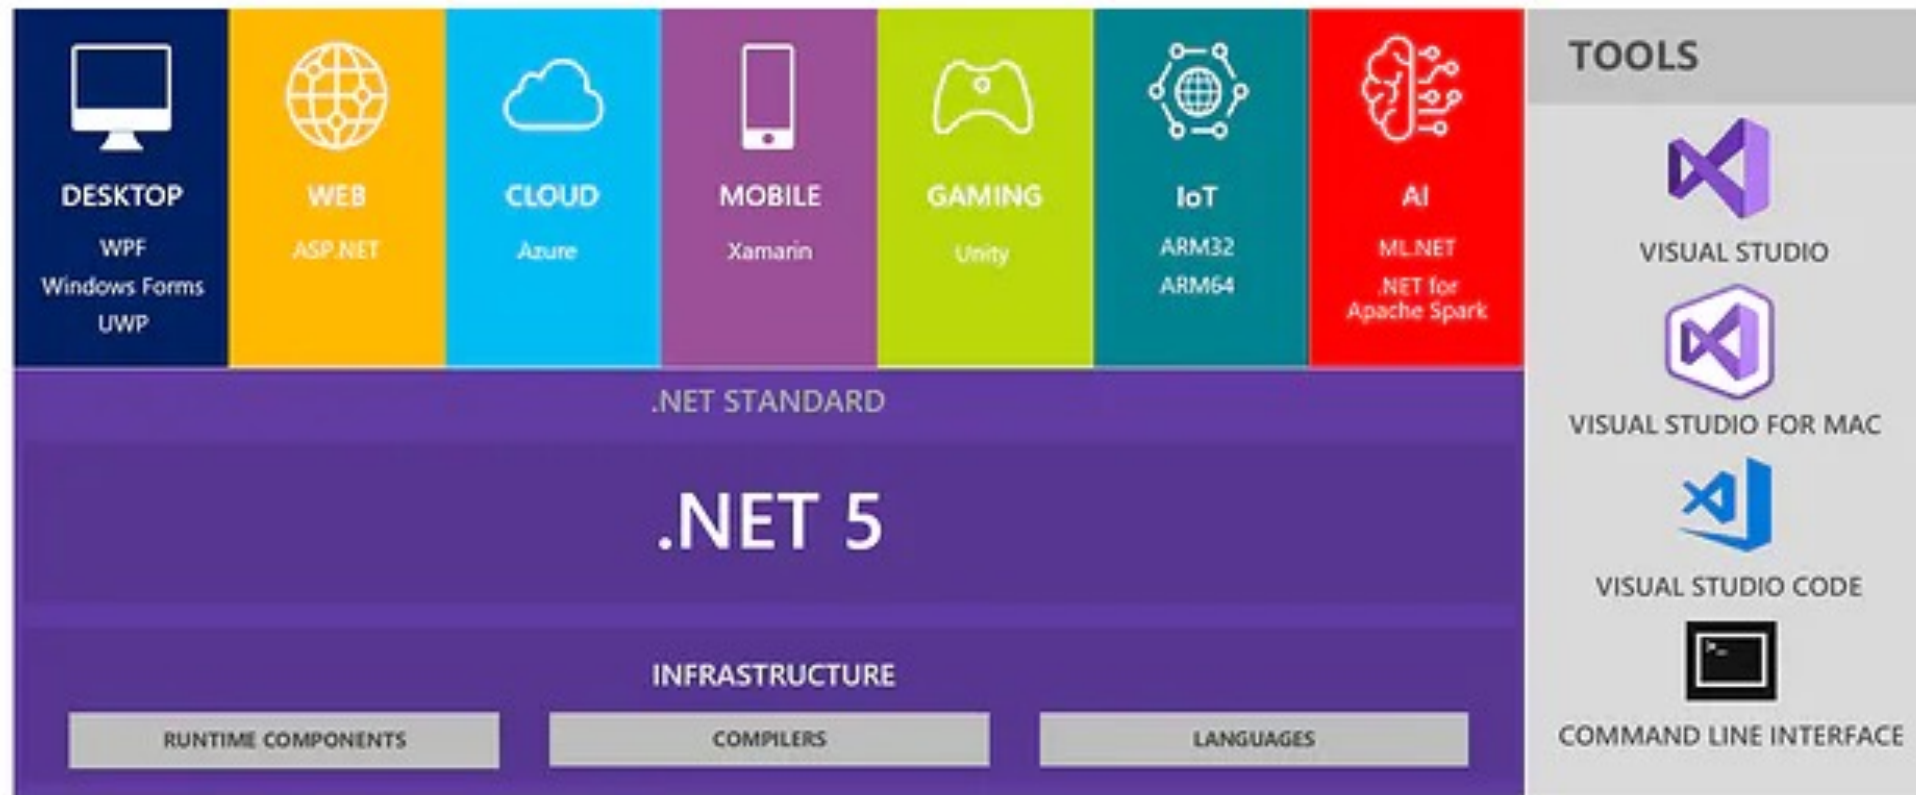 DESKTOP
WPF
Windows Forms
UWP
WEB
ASP.NET
CLOUD
Azure
MOBILE
Xamarin
GAMING
Unity
IoT
ARM32
ARM64
AI
ML.NET
.NET for
Apache Spark
.NET STANDARD
.NET 5
INFRASTRUCTURE
RUNTIME COMPONENTS
COMPILERS
LANGUAGES
TOOLS
VISUAL STUDIO
VISUAL STUDIO FOR MAC
VISUAL STUDIO CODE
>_
COMMAND LINE INTERFACE